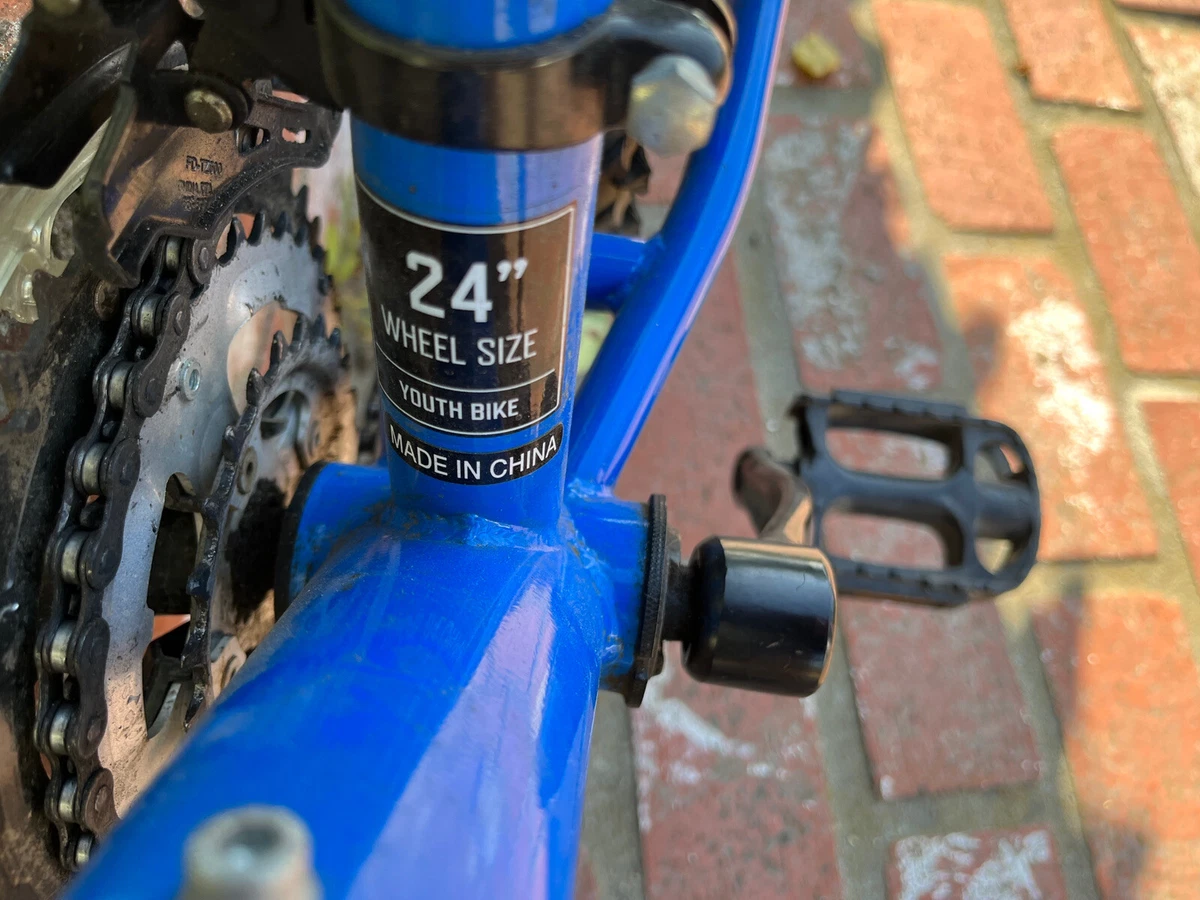 24”
WHEEL SIZE
YOUTH BIKE
MADE IN CHINA